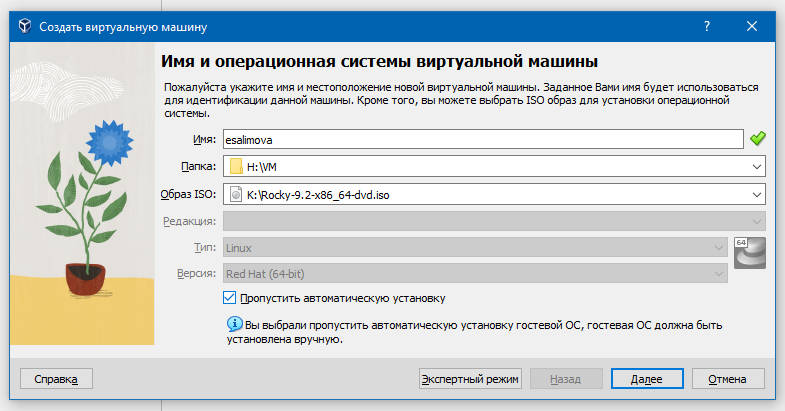 Создать виртуальную машину
?
Имя и операционная системы виртуальной машины
Пожалуйста укажите имя и местоположение новой виртуальной машины. Заданное Вами имя будет использоваться
для идентификации данной машины. Кроме того, вы можете выбрать ISO образ для установки операционной
системы.
Имя: esalimova
Папка: H:\VM
Образ ISO: K:\Rocky-9.2-x86_64-dvd.iso
Редакция:
Тип: Linux
64
Версия: Red Hat (64-bit)
Пропустить автоматическую установку
Вы выбрали пропустить автоматическую установку гостевой ОС, гостевая ОС должна быть
установлена вручную.
Справка Экспертный режим Назад Далее Отмена